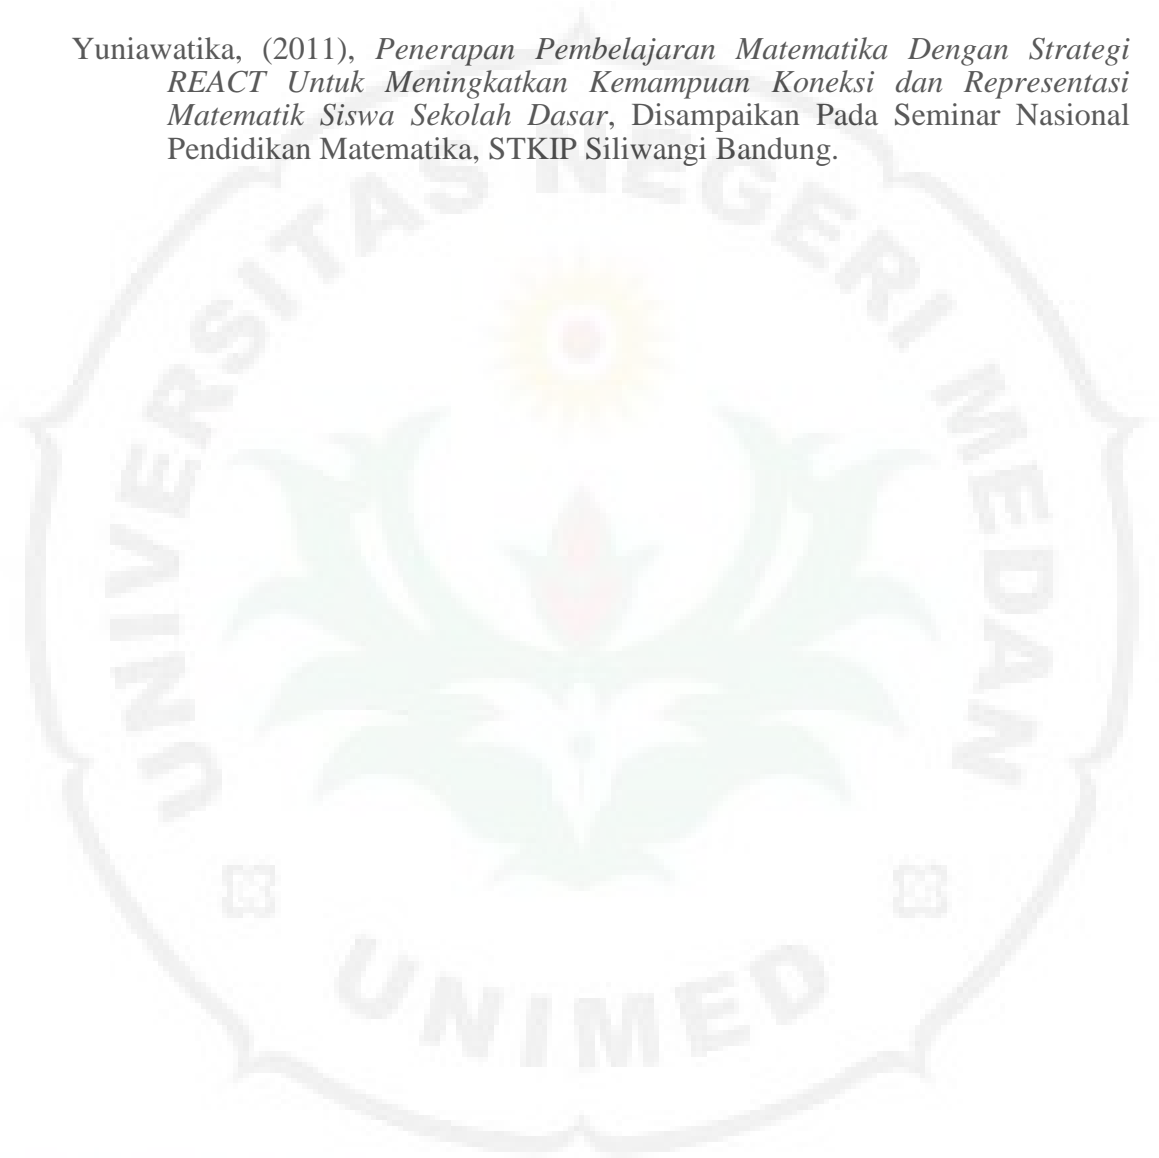 Yuniawatika, (2011), Penerapan Pembelajaran Matematika Dengan Strategi
REACT Untuk Meningkatkan Kemampuan Koneksi dan Representasi
Matematik Siswa Sekolah Dasar, Disampaikan Pada Seminar Nasional
Pendidikan Matematika, STKIP Siliwangi Bandung.
UNIVERSITAS NEGERI MEDAN
UNIMED